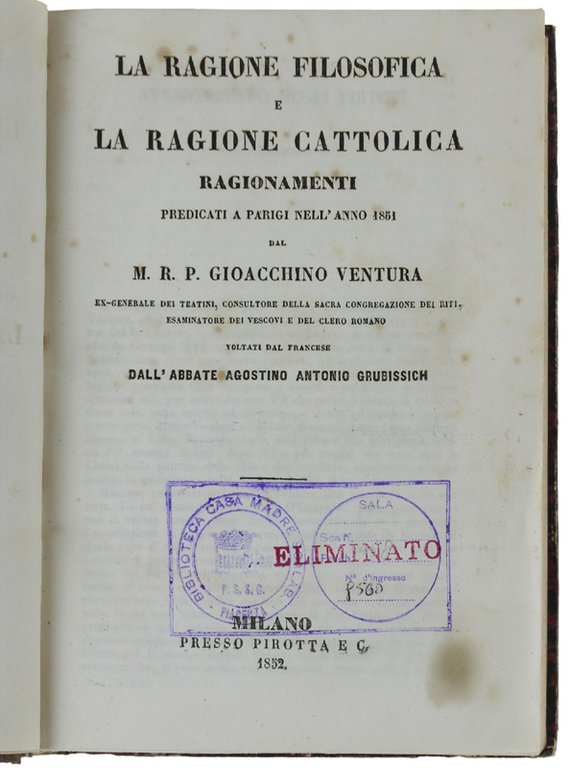 LA RAGIONE FILOSOFICA
E
LA RAGIONE CATTOLICA
RAGIONAMENTI
PREDICATI A PARIGI NELL'ANNO 1851
DAL
M. R. P. GIOACCHINO VENTURA
EX-GENERALE DEI TEATINI, CONSULTORE DELLA SACRA CONGREGAZIONE DEI RITI,
ESAMINATORE DEI VESCOVI E DEL CLERO ROMANO
VOLTATI DAL FRANCESE
DALL'ABBATE AGOSTINO ANTONIO GRUBISSICH
BIBLIOTECA CASA MADRE
P. S. S. C.
PIACENZA
SALA
Scaff.
ELIMINATO
N° d'ingresso
MILANO
PRESSO PIROTTA E C.
1852.